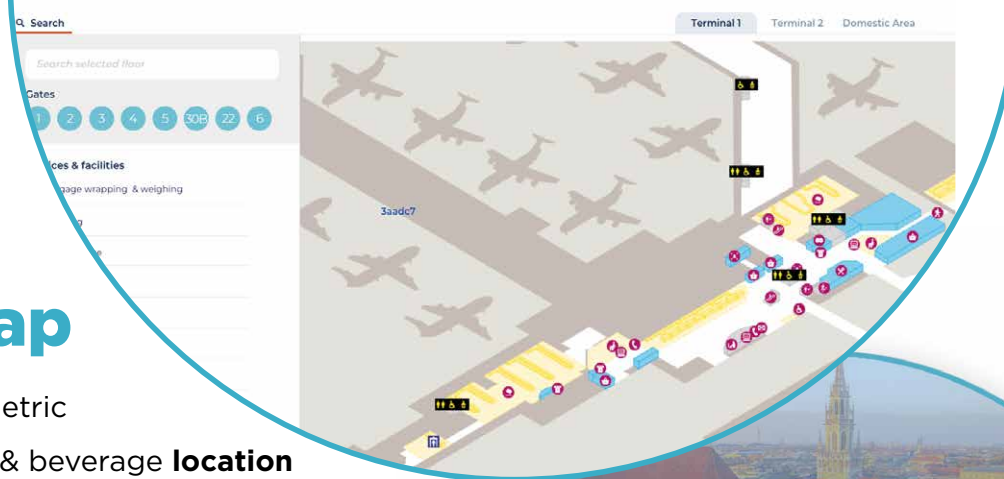 Search
Terminal 1 Terminal 2 Domestic Area
Search selected floor
Gates
1 2 3 4 5 30B 22 6
ices & facilities
gage wrapping & weighing
g
e
3aadc7
ap
etric
& beverage location